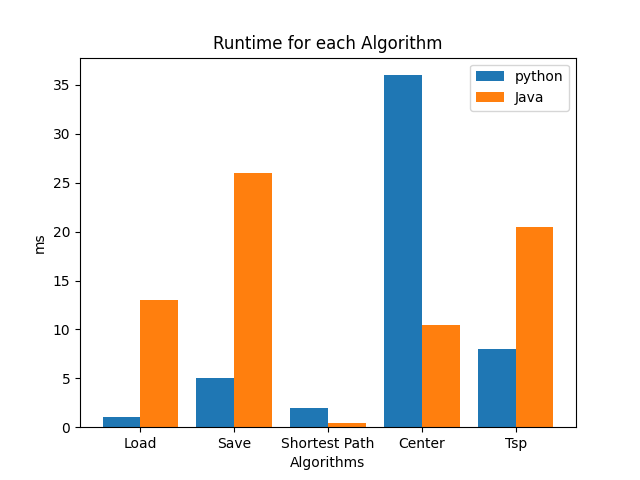 Runtime for each Algorithm
python
Java
ms
35
30
25
20
15
10
5
0
Load Save Shortest Path Center Tsp
Algorithms